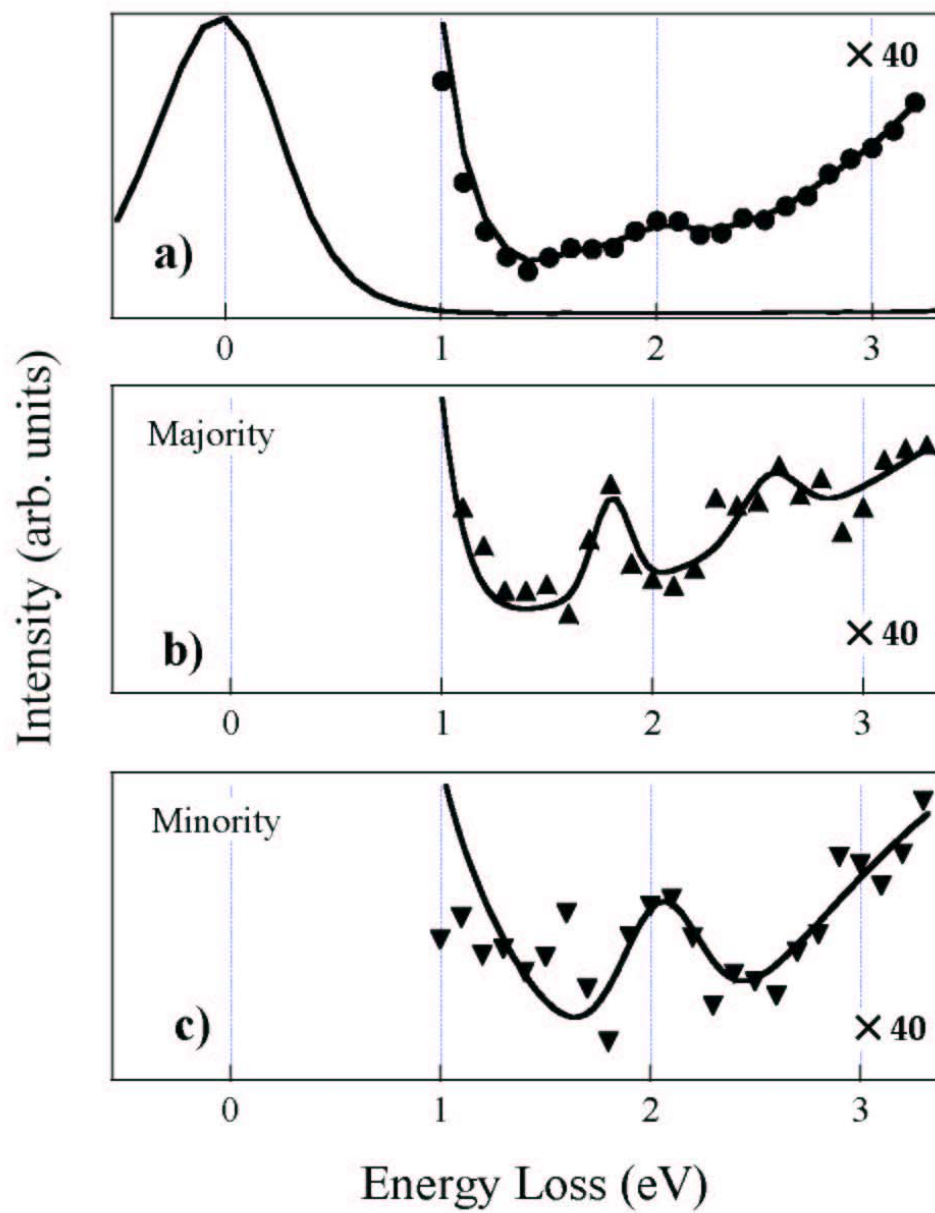 × 40
a)
0 1 2 3
Majority
b)
× 40
0 1 2 3
Minority
c)
× 40
0 1 2 3
Energy Loss (eV)
Intensity (arb. units)